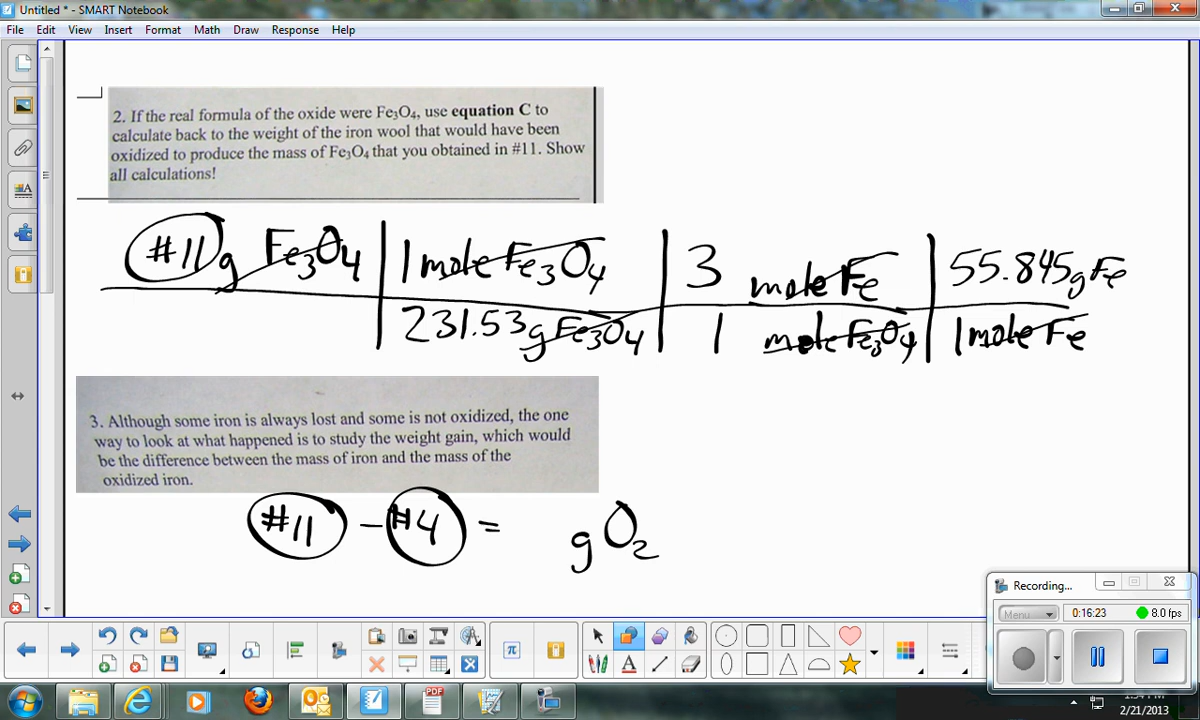 Untitled * - SMART Notebook
File Edit View Insert Format Math Draw Response Help
2. If the real formula of the oxide were Fe₃O₄, use equation C to
calculate back to the weight of the iron wool that would have been
oxidized to produce the mass of Fe₃O₄ that you obtained in #11. Show
all calculations!
#11 g Fe₃O₄ | 1 mole Fe₃O₄ | 3 mole Fe | 55.845 g Fe
231.53 g Fe₃O₄ | 1 mole Fe₃O₄ | 1 mole Fe
3. Although some iron is always lost and some is not oxidized, the one
way to look at what happened is to study the weight gain, which would
be the difference between the mass of iron and the mass of the
oxidized iron.
#11 - #4 = g O₂
Recording...
Menu 0:16:23 8.0 fps
2/21/2013